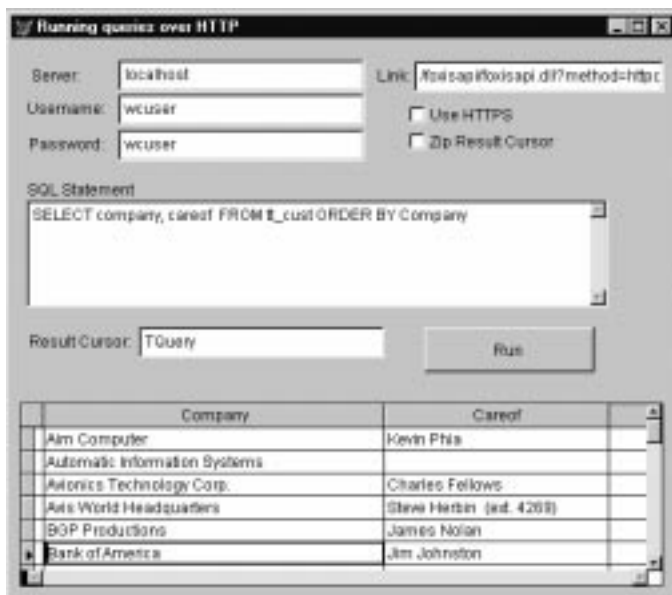 Running queries over HTTP
Server: localhost
Link: /foxisapi/foxisapi.dll?method=httpc
Username: wcuser
Use HTTPS
Password: wcuser
Zip Result Cursor
SQL Statement
SELECT company, careof FROM tt_cust ORDER BY Company
Result Cursor: TQuery
Run
Company Careof
Aim Computer Kevin Phia
Automatic Information Systems
Avionics Technology Corp. Charles Fellows
Avis World Headquarters Steve Herbin (ext. 4269)
BGP Productions James Nolan
Bank of America Jim Johnston